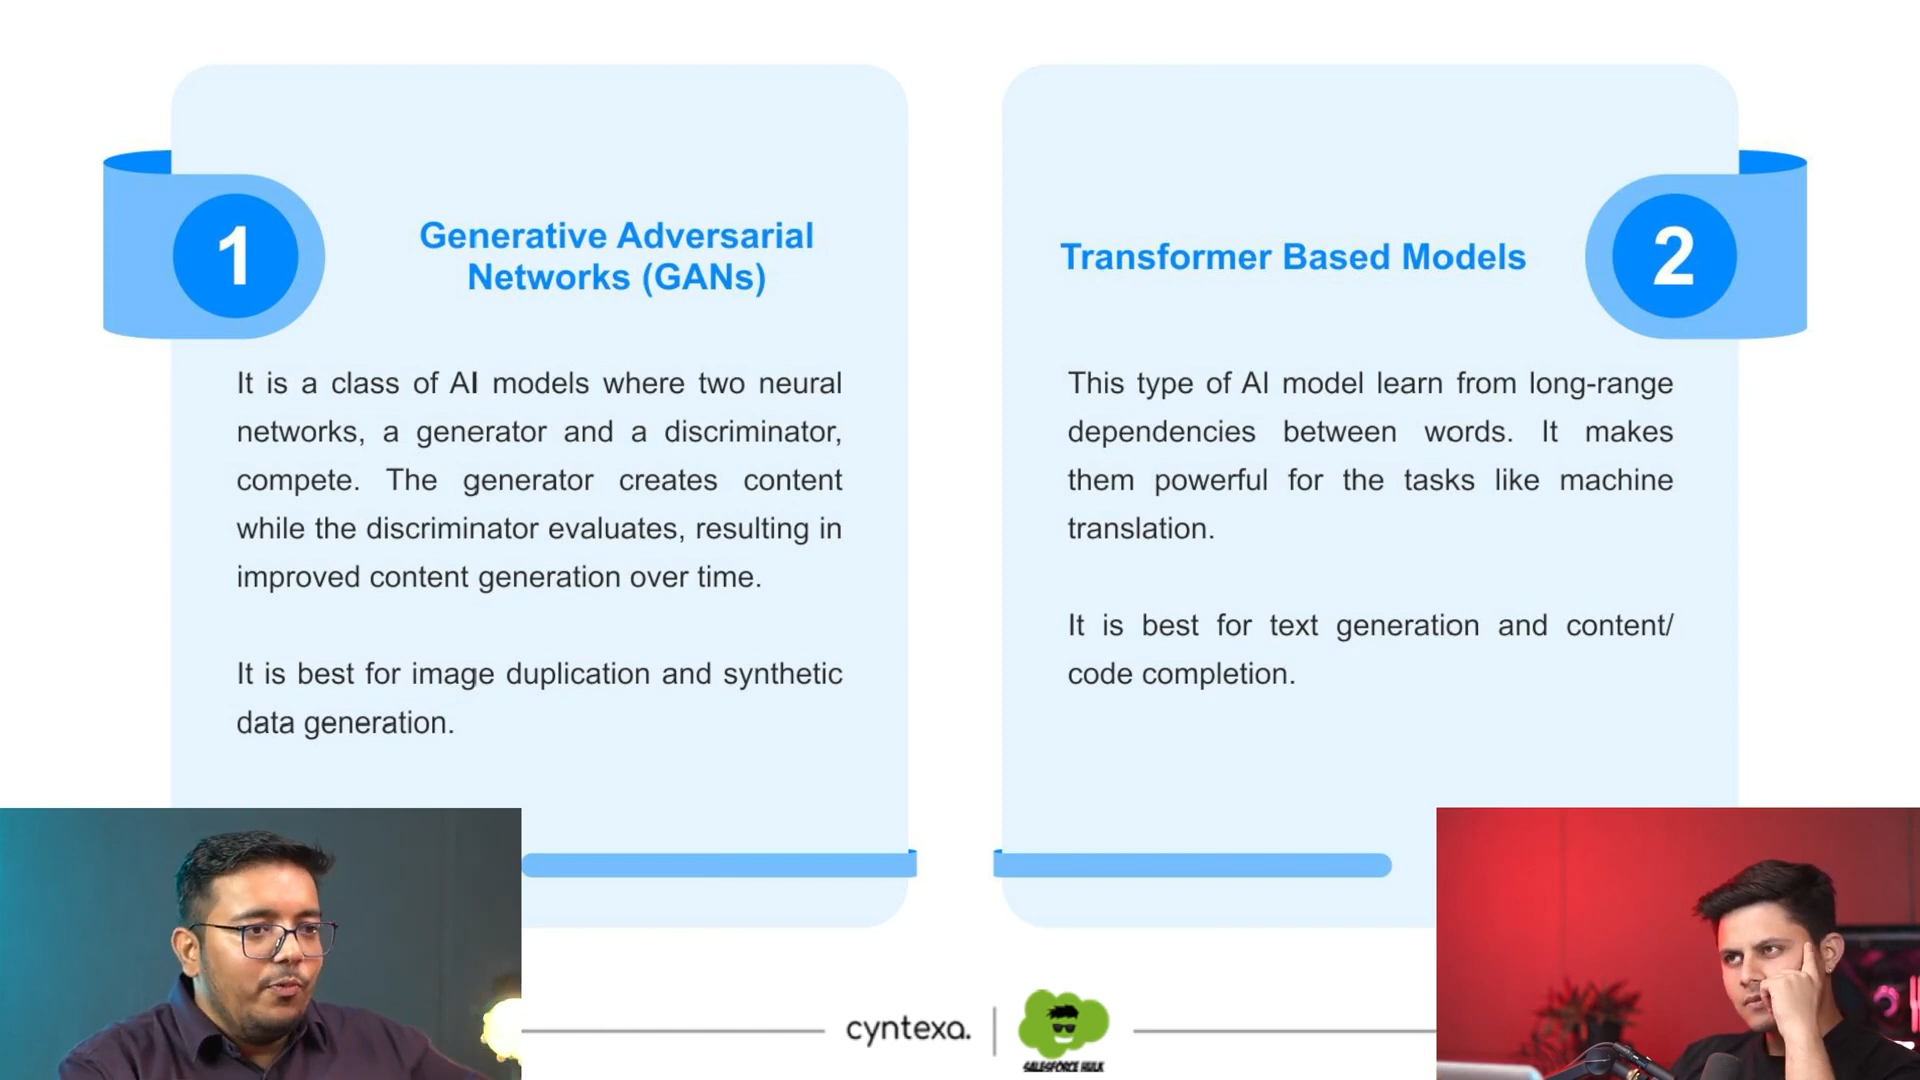 1
Generative Adversarial
Networks (GANs)
It is a class of AI models where two neural
networks, a generator and a discriminator,
compete. The generator creates content
while the discriminator evaluates, resulting in
improved content generation over time.
It is best for image duplication and synthetic
data generation.
2
Transformer Based Models
This type of AI model learn from long-range
dependencies between words. It makes
them powerful for the tasks like machine
translation.
It is best for text generation and content/
code completion.
cyntexa.
SALESFORCE HULK